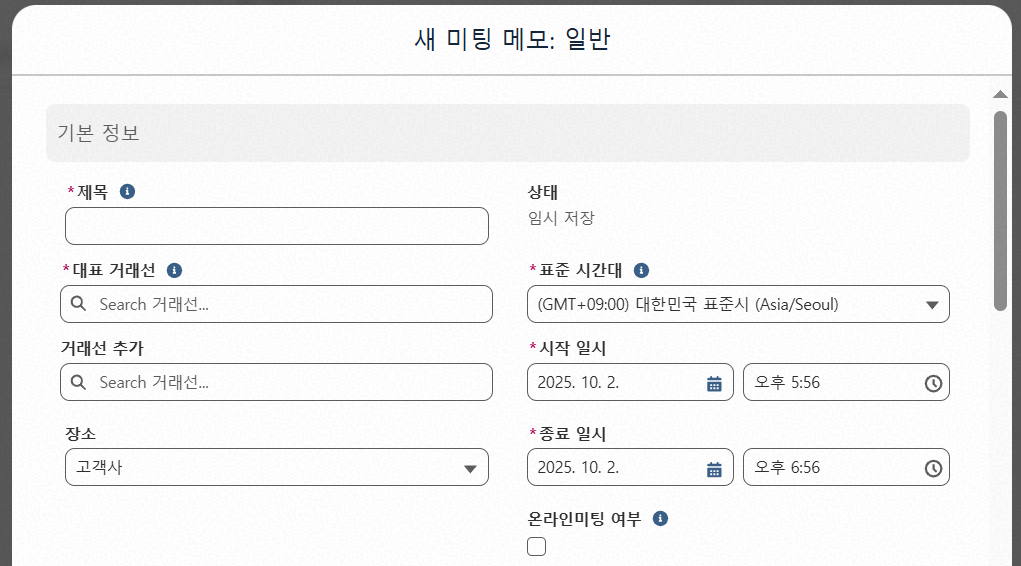 새 미팅 메모: 일반
기본 정보
*제목
상태
임시 저장
*대표 거래선
Search 거래선...
*표준 시간대
(GMT+09:00) 대한민국 표준시 (Asia/Seoul)
거래선 추가
Search 거래선...
*시작 일시
2025. 10. 2.
오후 5:56
장소
고객사
*종료 일시
2025. 10. 2.
오후 6:56
온라인미팅 여부